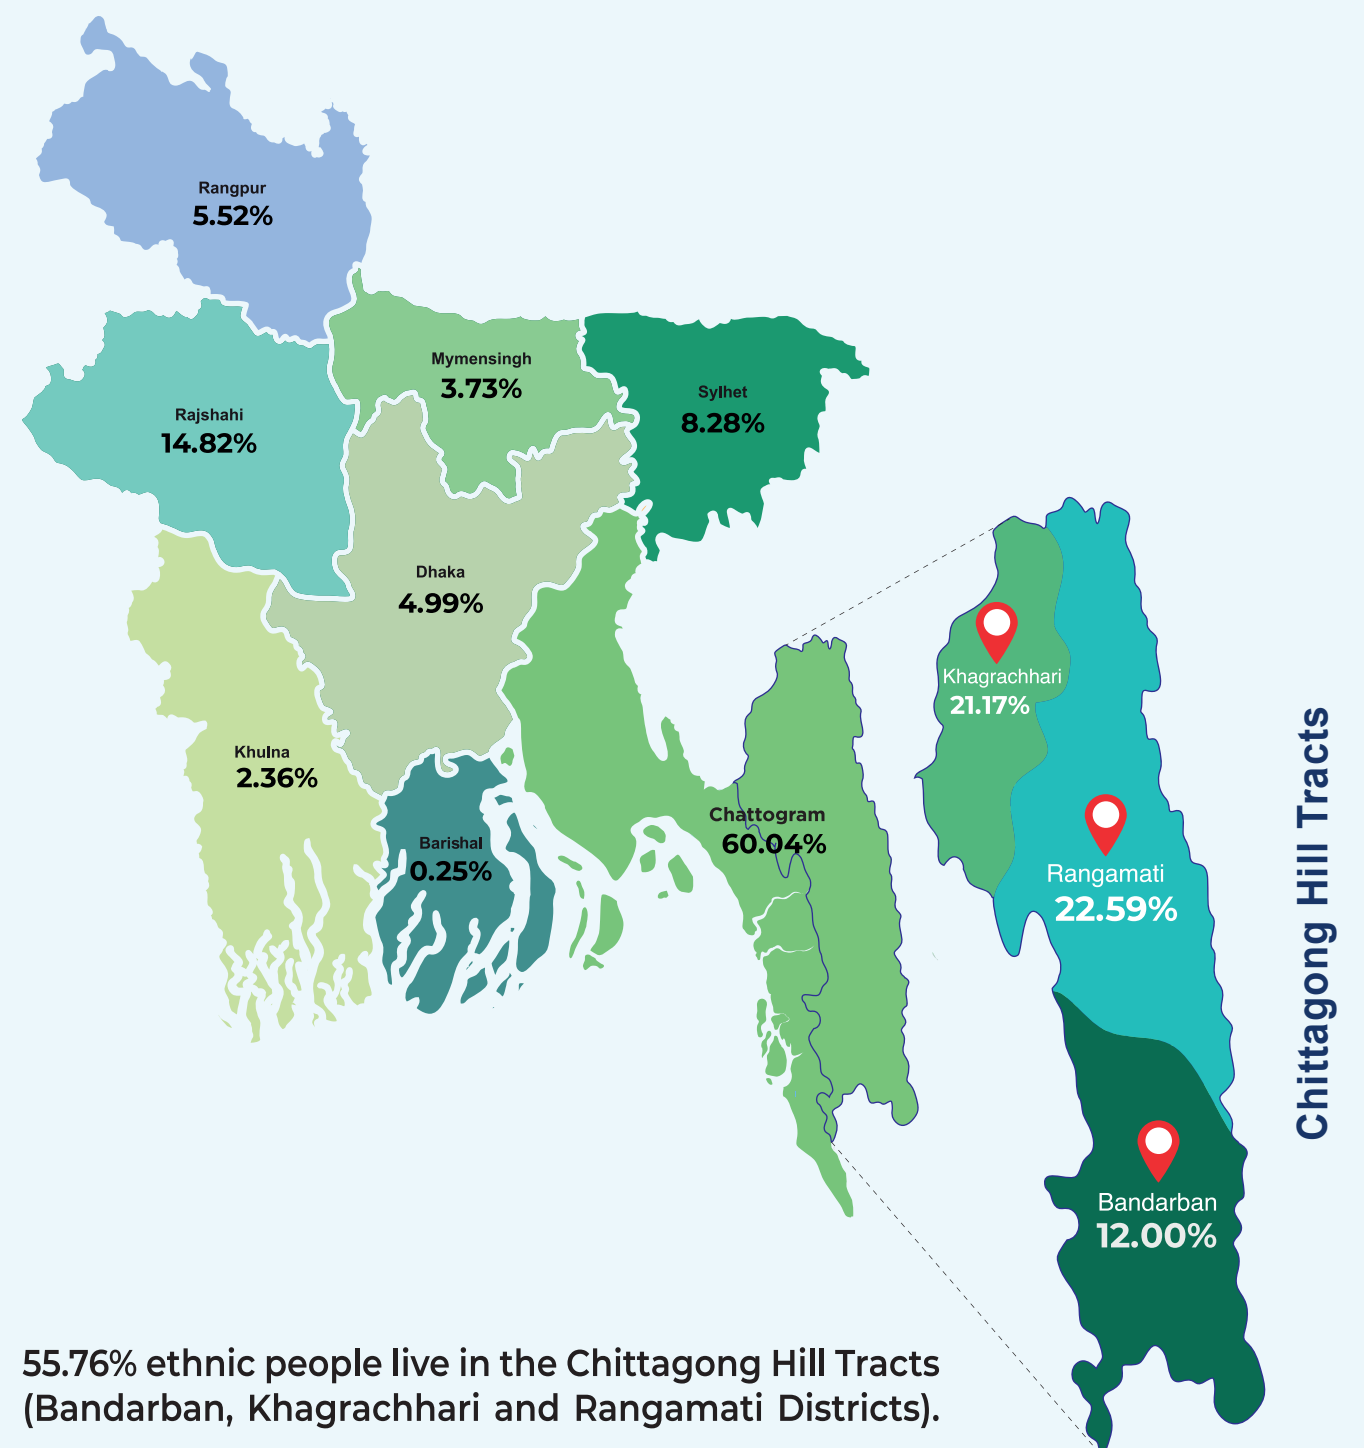 Rangpur
5.52%
Mymensingh
3.73%
Sylhet
8.28%
Rajshahi
14.82%
Dhaka
4.99%
Khulna
2.36%
Barishal
0.25%
Chattogram
60.04%
Khagrachhari
21.17%
Rangamati
22.59%
Bandarban
12.00%
Chittagong Hill Tracts
55.76% ethnic people live in the Chittagong Hill Tracts
(Bandarban, Khagrachhari and Rangamati Districts).